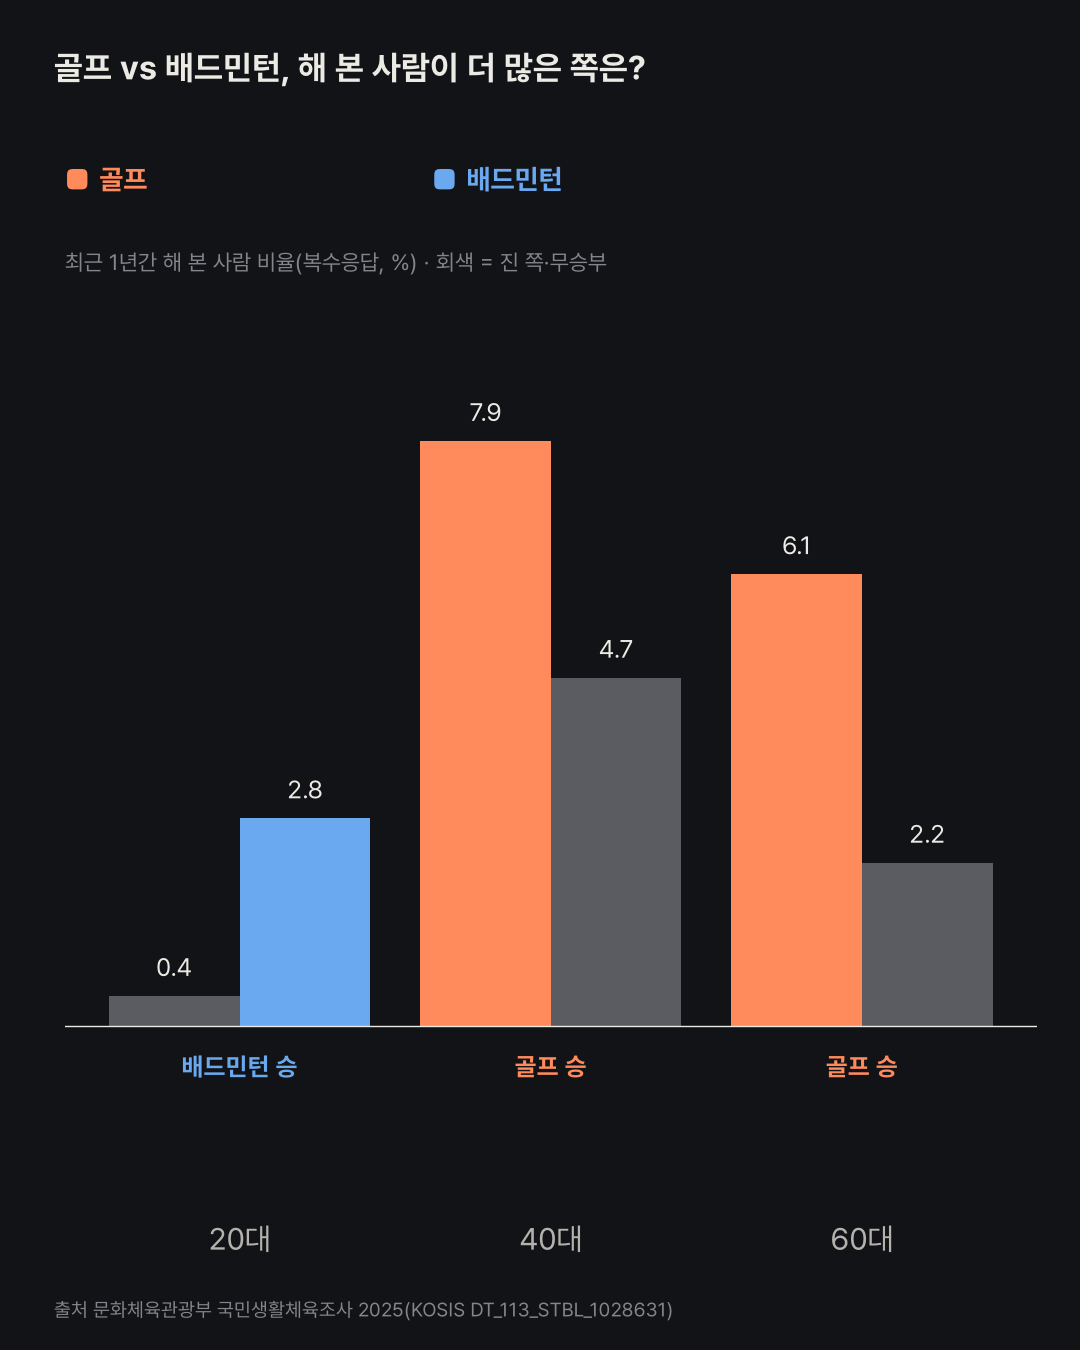 골프 vs 배드민턴, 해 본 사람이 더 많은 쪽은?
골프 배드민턴
최근 1년간 해 본 사람 비율(복수응답, %) · 회색 = 진 쪽·무승부
7.9
6.1
4.7
2.8
2.2
0.4
배드민턴 승 골프 승 골프 승
20대 40대 60대
출처 문화체육관광부 국민생활체육조사 2025(KOSIS DT_113_STBL_1028631)